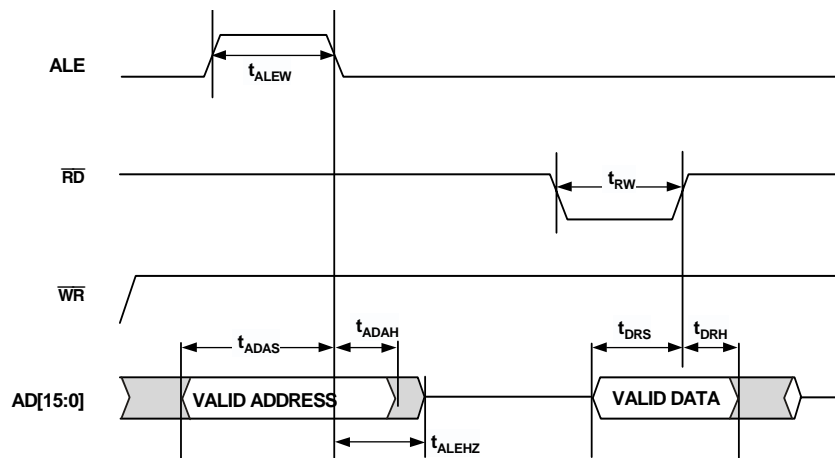 ALE
tALEW
RD
tRW
WR
tADAS
tADAH
tDRS
tDRH
AD[15:0]
VALID ADDRESS
VALID DATA
tALEHZ